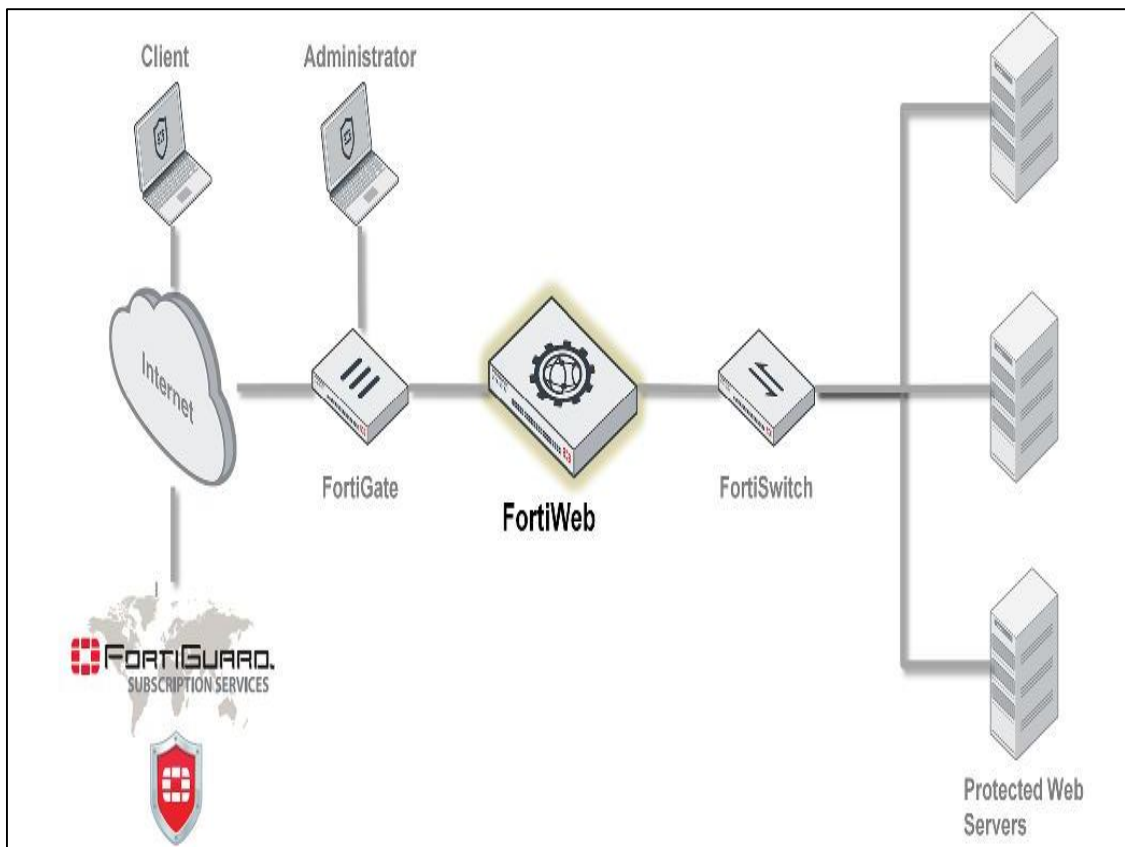 Client
Administrator
Internet
FortiGate
FortiWeb
FortiSwitch
FORTIGUARD.
SUBSCRIPTION SERVICES
Protected Web
Servers